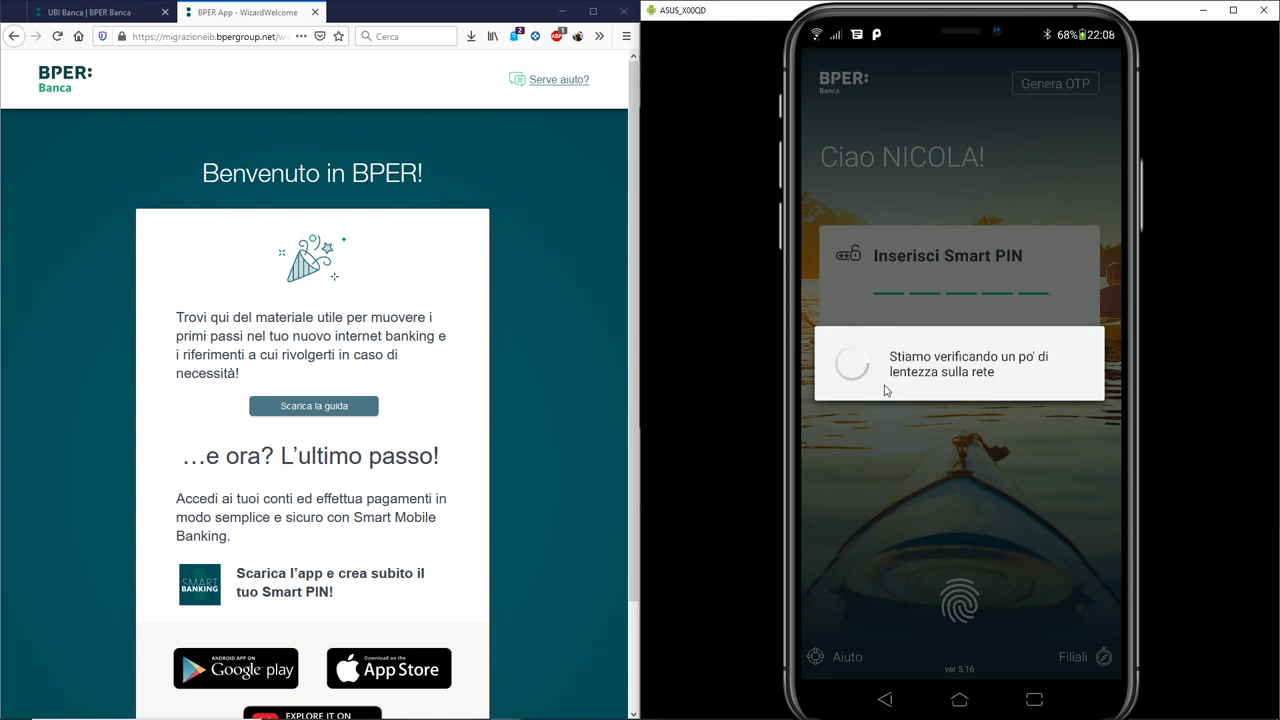 UBI Banca | BPER Banca
BPER App - WizardWelcome
https://migrazioneib.bpergroup.net/wi
Cerca
2
1
BPER:
Banca
Serve aiuto?
Benvenuto in BPER!
Trovi qui del materiale utile per muovere i
primi passi nel tuo nuovo internet banking e
i riferimenti a cui rivolgerti in caso di
necessità!
Scarica la guida
…e ora? L’ultimo passo!
Accedi ai tuoi conti ed effettua pagamenti in
modo semplice e sicuro con Smart Mobile
Banking.
SMART
BANKING
Scarica l’app e crea subito il
tuo Smart PIN!
ANDROID APP ON
Google play
Download on the
App Store
EXPLORE IT ON
ASUS_X00QD
68% 22:08
BPER:
Banca
Genera OTP
Ciao NICOLA!
Inserisci Smart PIN
Stiamo verificando un po' di
lentezza sulla rete
Aiuto
Filiali
ver 5.16